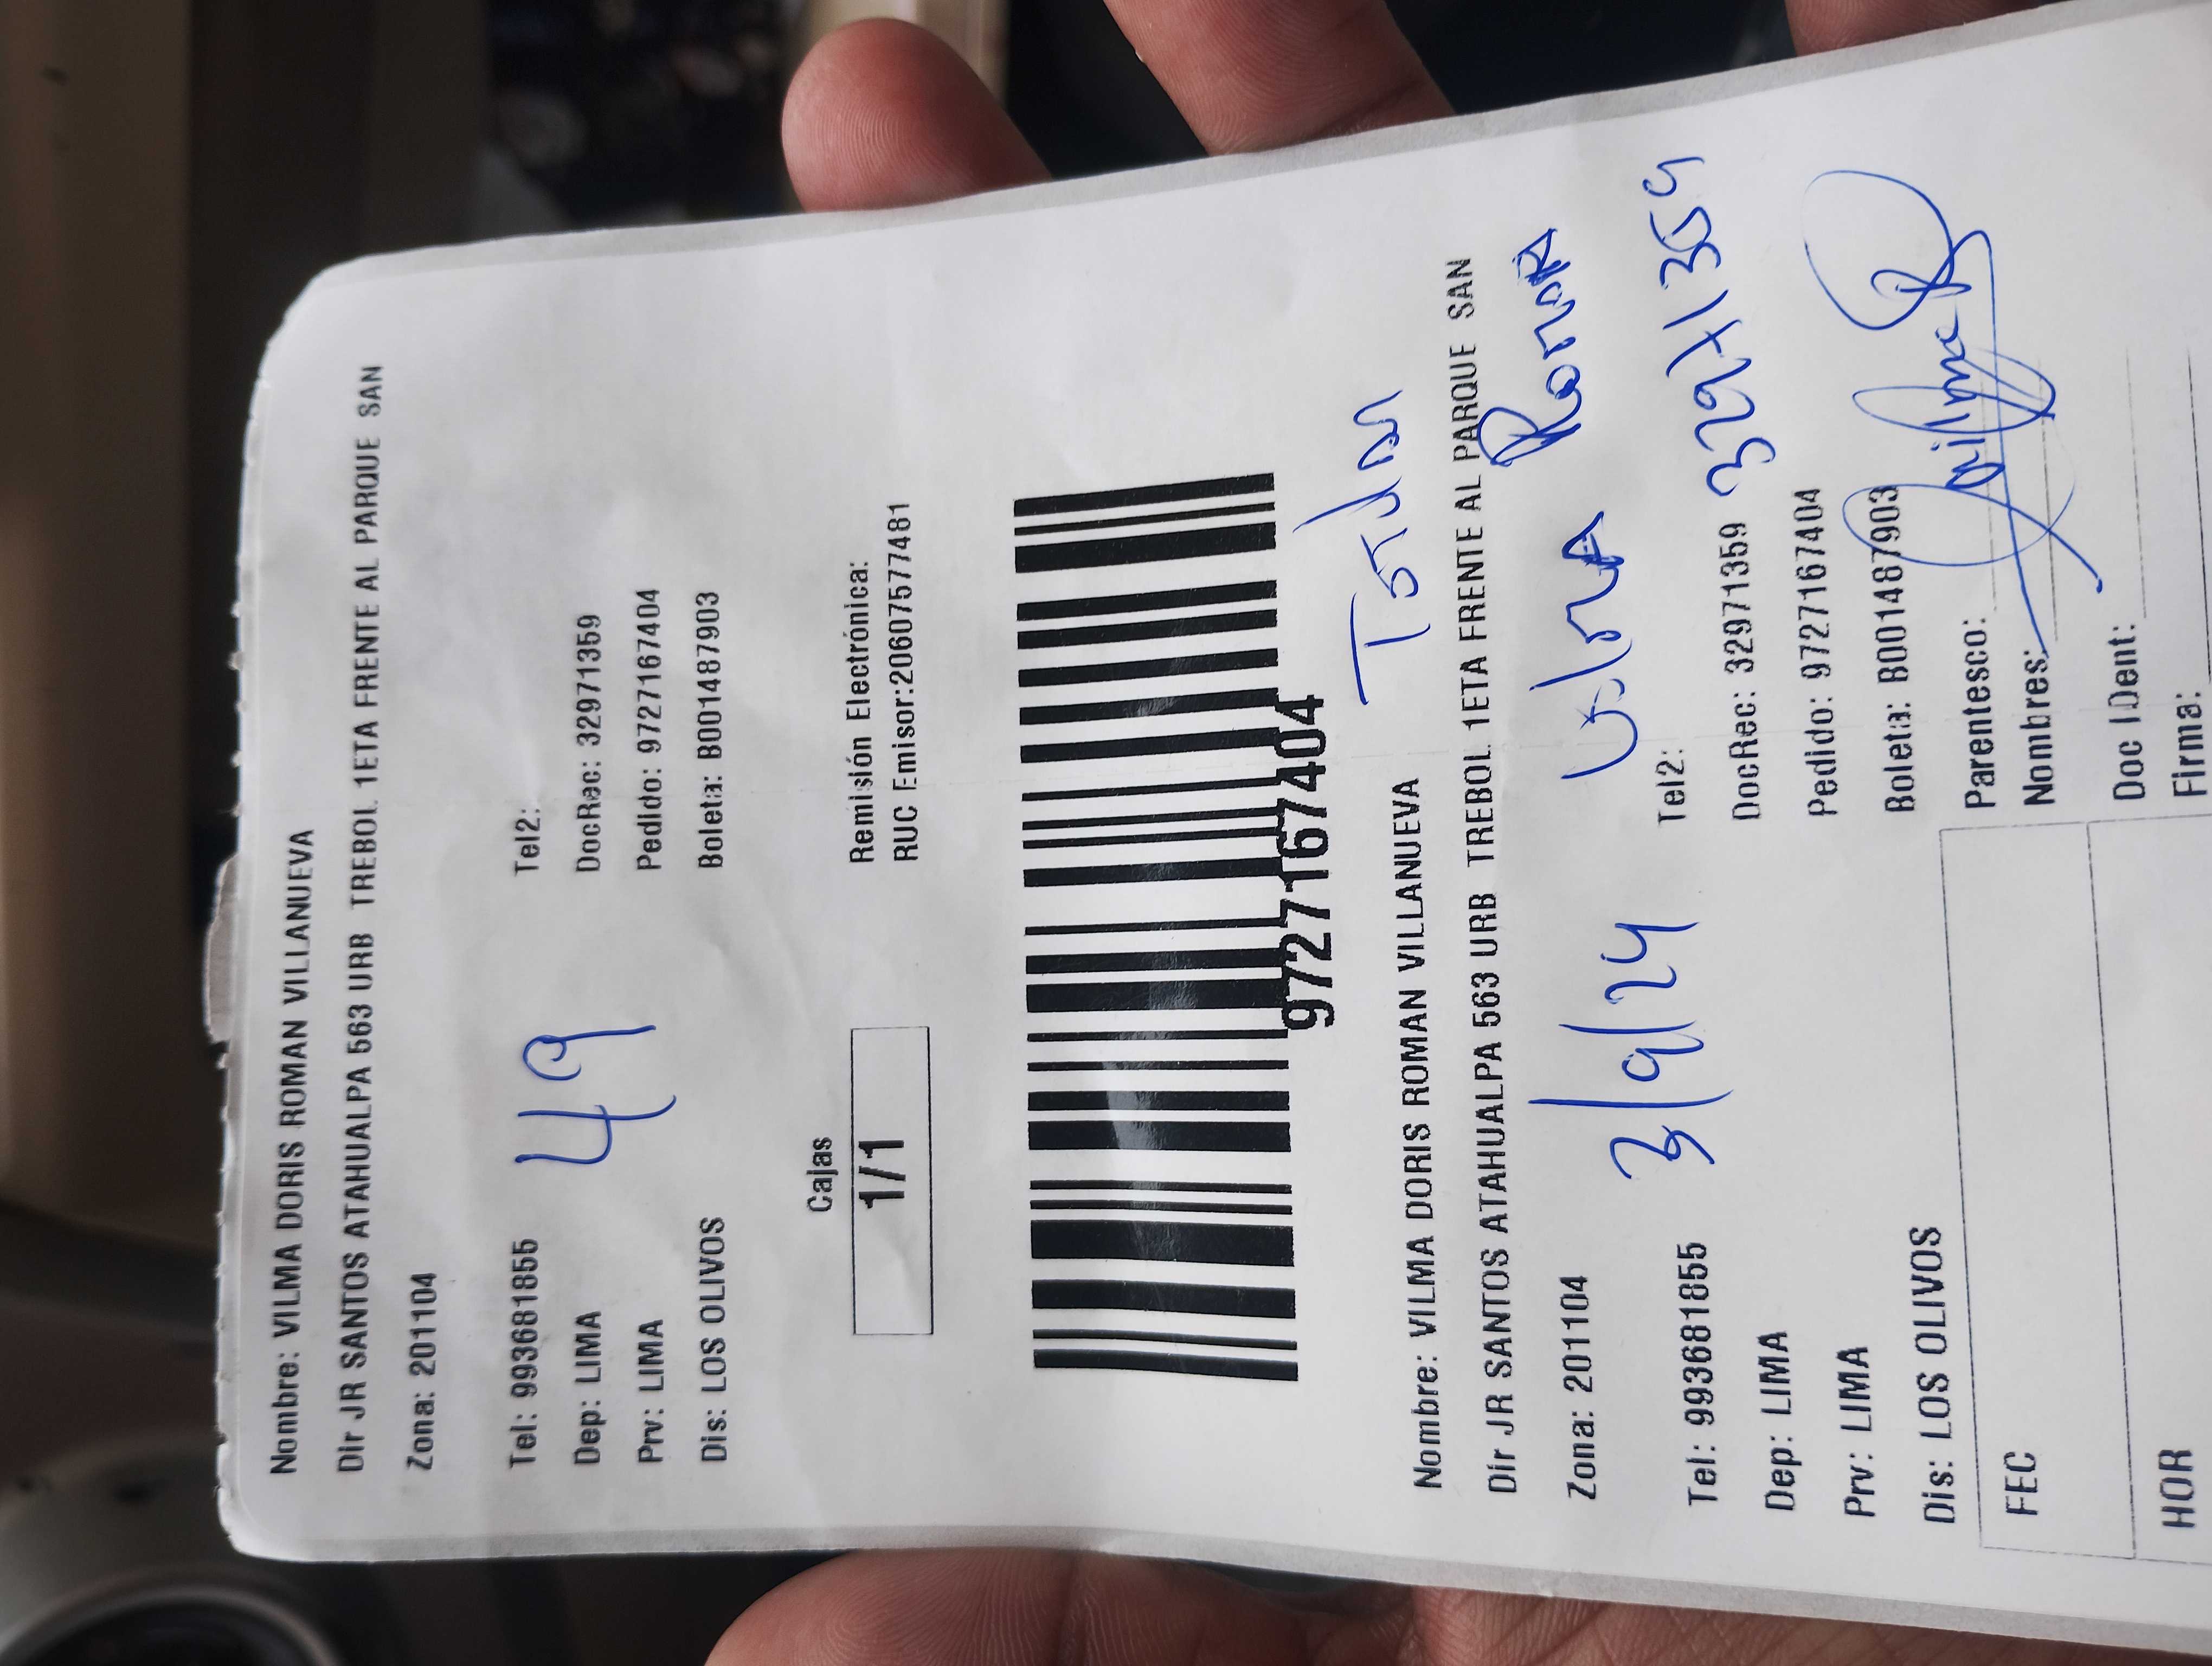 Nombre: VILMA DORIS ROMAN VILLANUEVA
Dir JR SANTOS ATAHUALPA 563 URB TREBOL 1ETA FRENTE AL PARQUE SAN
Zona: 201104
Tel: 993681855 49 Tel2:
Dep: LIMA DocRec: 32971359
Prv: LIMA Pedido: 9727167404
Dis: LOS OLIVOS Boleta: B001487903
Cajas
1/1
Remisión Electrónica:
RUC Emisor:20607577481
9727167404
Nombre: VILMA DORIS ROMAN VILLANUEVA
Dir JR SANTOS ATAHUALPA 563 URB TREBOL 1ETA FRENTE AL PARQUE SAN
Zona: 201104 3/9/24 Vilma Roman
Tel: 993681855 Tel2:
Dep: LIMA DocRec: 32971359 32971359
Prv: LIMA Pedido: 9727167404
Dis: LOS OLIVOS Boleta: B001487903
FEC Parentesco:
Nombres:
HOR Doc IDent:
Firma: